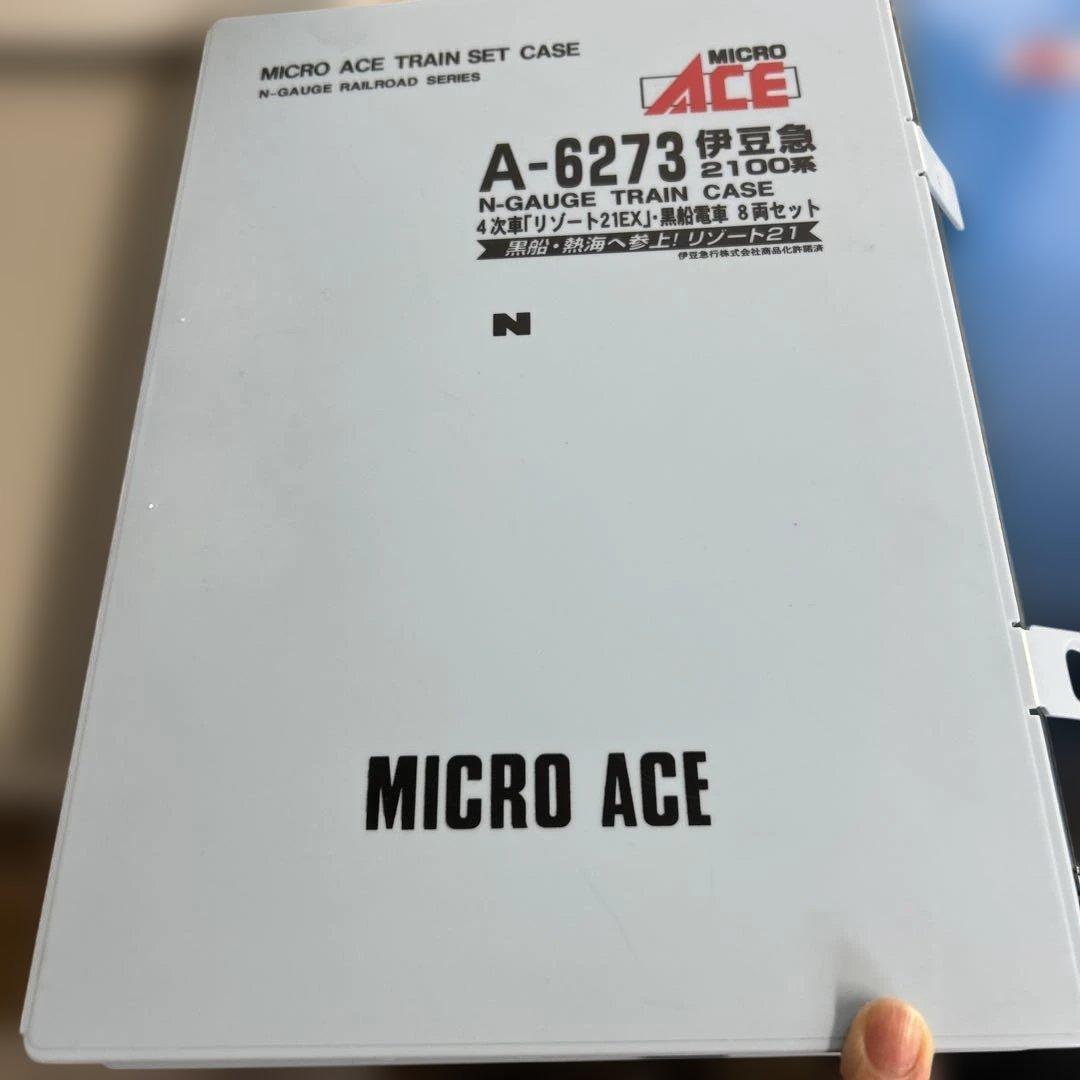 MICRO ACE TRAIN SET CASE
N-GAUGE RAILROAD SERIES
MICRO
ACE
A-6273 伊豆急
2100系
N-GAUGE TRAIN CASE
4次車「リゾート21EX」・黒船電車 8両セット
黒船・熱海へ参上!リゾート21
伊豆急行株式会社商品化許諾済
N
MICRO ACE